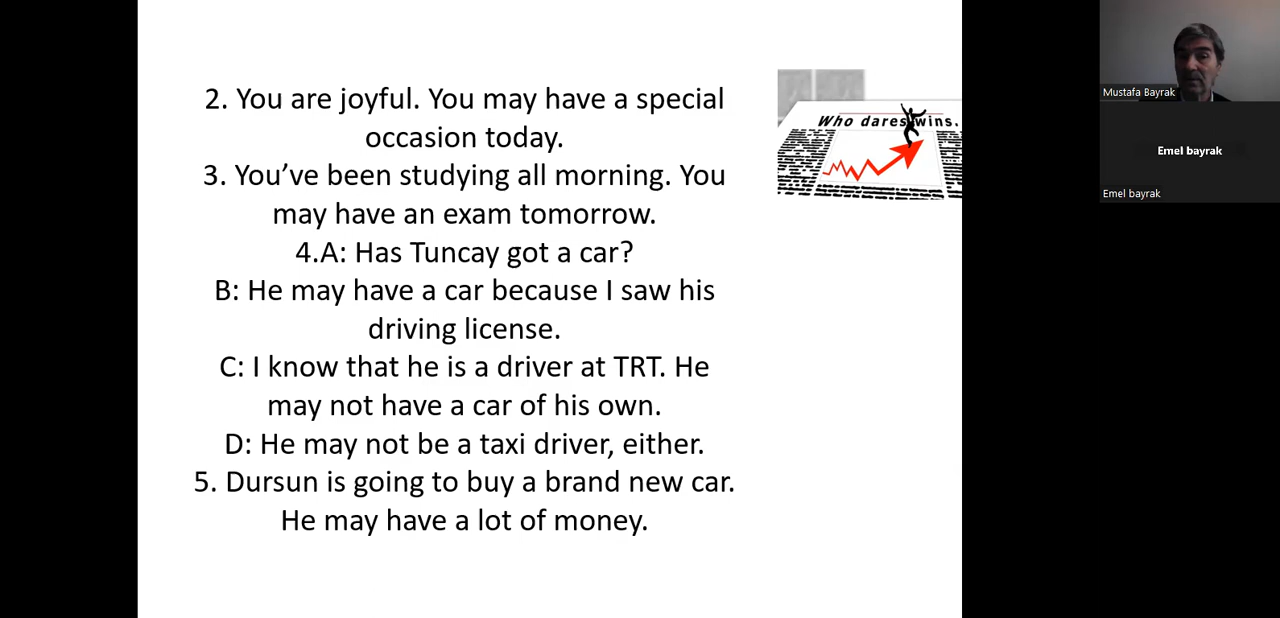 2. You are joyful. You may have a special
occasion today.
3. You’ve been studying all morning. You
may have an exam tomorrow.
4.A: Has Tuncay got a car?
B: He may have a car because I saw his
driving license.
C: I know that he is a driver at TRT. He
may not have a car of his own.
D: He may not be a taxi driver, either.
5. Dursun is going to buy a brand new car.
He may have a lot of money.
Who dares wins.
Mustafa Bayrak
Emel bayrak
Emel bayrak